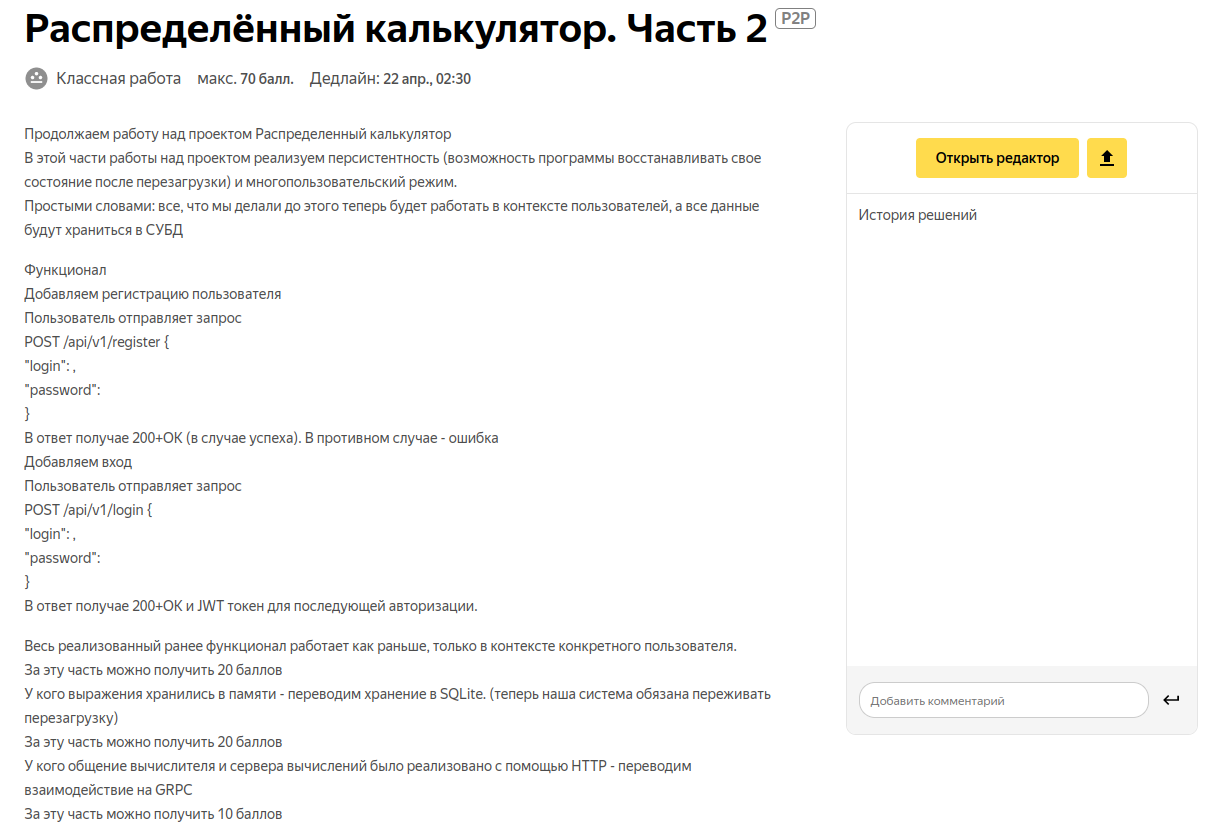 Распределённый калькулятор. Часть 2 P2P
Классная работа макс. 70 балл. Дедлайн: 22 апр., 02:30
Продолжаем работу над проектом Распределенный калькулятор
В этой части работы над проектом реализуем персистентность (возможность программы восстанавливать свое
состояние после перезагрузки) и многопользовательский режим.
Простыми словами: все, что мы делали до этого теперь будет работать в контексте пользователей, а все данные
будут храниться в СУБД
Функционал
Добавляем регистрацию пользователя
Пользователь отправляет запрос
POST /api/v1/register {
"login": ,
"password":
}
В ответ получае 200+OK (в случае успеха). В противном случае - ошибка
Добавляем вход
Пользователь отправляет запрос
POST /api/v1/login {
"login": ,
"password":
}
В ответ получае 200+OK и JWT токен для последующей авторизации.
Весь реализованный ранее функционал работает как раньше, только в контексте конкретного пользователя.
За эту часть можно получить 20 баллов
У кого выражения хранились в памяти - переводим хранение в SQLite. (теперь наша система обязана переживать
перезагрузку)
За эту часть можно получить 20 баллов
У кого общение вычислителя и сервера вычислений было реализовано с помощью HTTP - переводим
взаимодействие на GRPC
За эту часть можно получить 10 баллов
Открыть редактор
История решений
Добавить комментарий